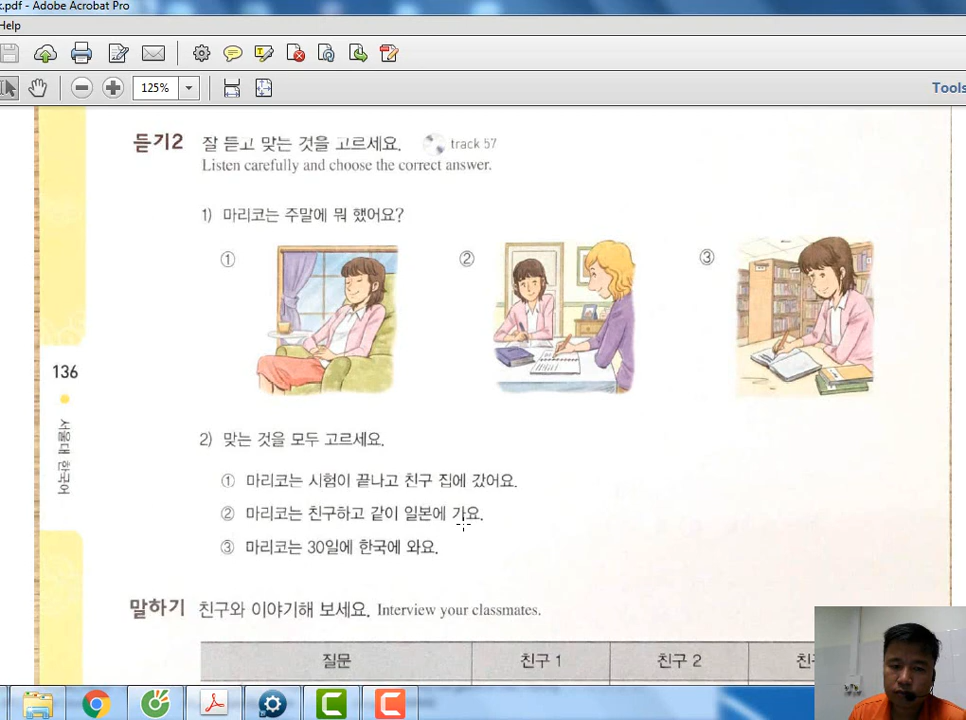 .pdf - Adobe Acrobat Pro
Help
125%
Tools
듣기2 잘 듣고 맞는 것을 고르세요. track 57
Listen carefully and choose the correct answer.
1) 마리코는 주말에 뭐 했어요?
① ② ③
136
서울대 한국어
2) 맞는 것을 모두 고르세요.
① 마리코는 시험이 끝나고 친구 집에 갔어요.
② 마리코는 친구하고 같이 일본에 가요.
③ 마리코는 30일에 한국에 와요.
말하기 친구와 이야기해 보세요. Interview your classmates.
질문 친구 1 친구 2